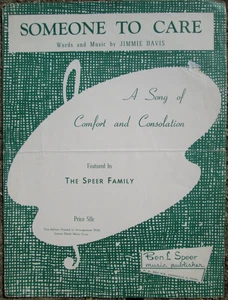 SOMEONE TO CARE
Words and Music by JIMMIE DAVIS
A Song of
Comfort and Consolation
Featured by
THE SPEER FAMILY
Price 50¢
Ben L. Speer
music publisher